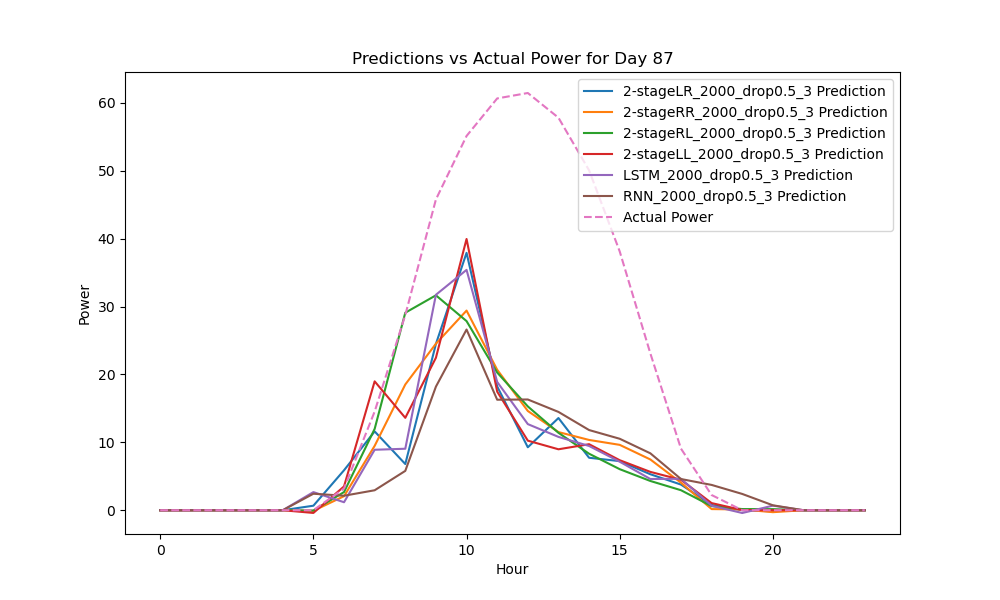 Predictions vs Actual Power for Day 87
60
50
40
30
20
10
0
Power
2-stageLR_2000_drop0.5_3 Prediction
2-stageRR_2000_drop0.5_3 Prediction
2-stageRL_2000_drop0.5_3 Prediction
2-stageLL_2000_drop0.5_3 Prediction
LSTM_2000_drop0.5_3 Prediction
RNN_2000_drop0.5_3 Prediction
Actual Power
0 5 10 15 20
Hour